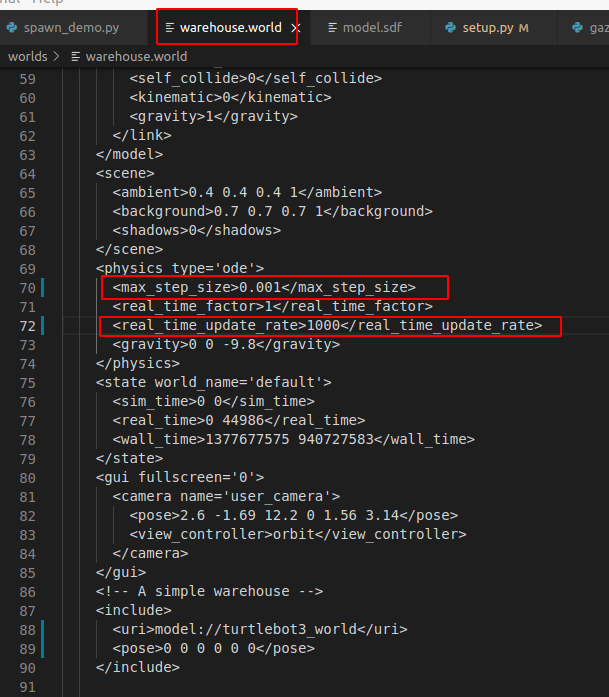 nal Help
spawn_demo.py warehouse.world model.sdf setup.py M gaz
worlds > warehouse.world
59 <self_collide>0</self_collide>
60 <kinematic>0</kinematic>
61 <gravity>1</gravity>
62 </link>
63 </model>
64 <scene>
65 <ambient>0.4 0.4 0.4 1</ambient>
66 <background>0.7 0.7 0.7 1</background>
67 <shadows>0</shadows>
68 </scene>
69 <physics type='ode'>
70 <max_step_size>0.001</max_step_size>
71 <real_time_factor>1</real_time_factor>
72 <real_time_update_rate>1000</real_time_update_rate>
73 <gravity>0 0 -9.8</gravity>
74 </physics>
75 <state world_name='default'>
76 <sim_time>0 0</sim_time>
77 <real_time>0 44986</real_time>
78 <wall_time>1377677575 940727583</wall_time>
79 </state>
80 <gui fullscreen='0'>
81 <camera name='user_camera'>
82 <pose>2.6 -1.69 12.2 0 1.56 3.14</pose>
83 <view_controller>orbit</view_controller>
84 </camera>
85 </gui>
86 <!-- A simple warehouse -->
87 <include>
88 <uri>model://turtlebot3_world</uri>
89 <pose>0 0 0 0 0 0</pose>
90 </include>
91